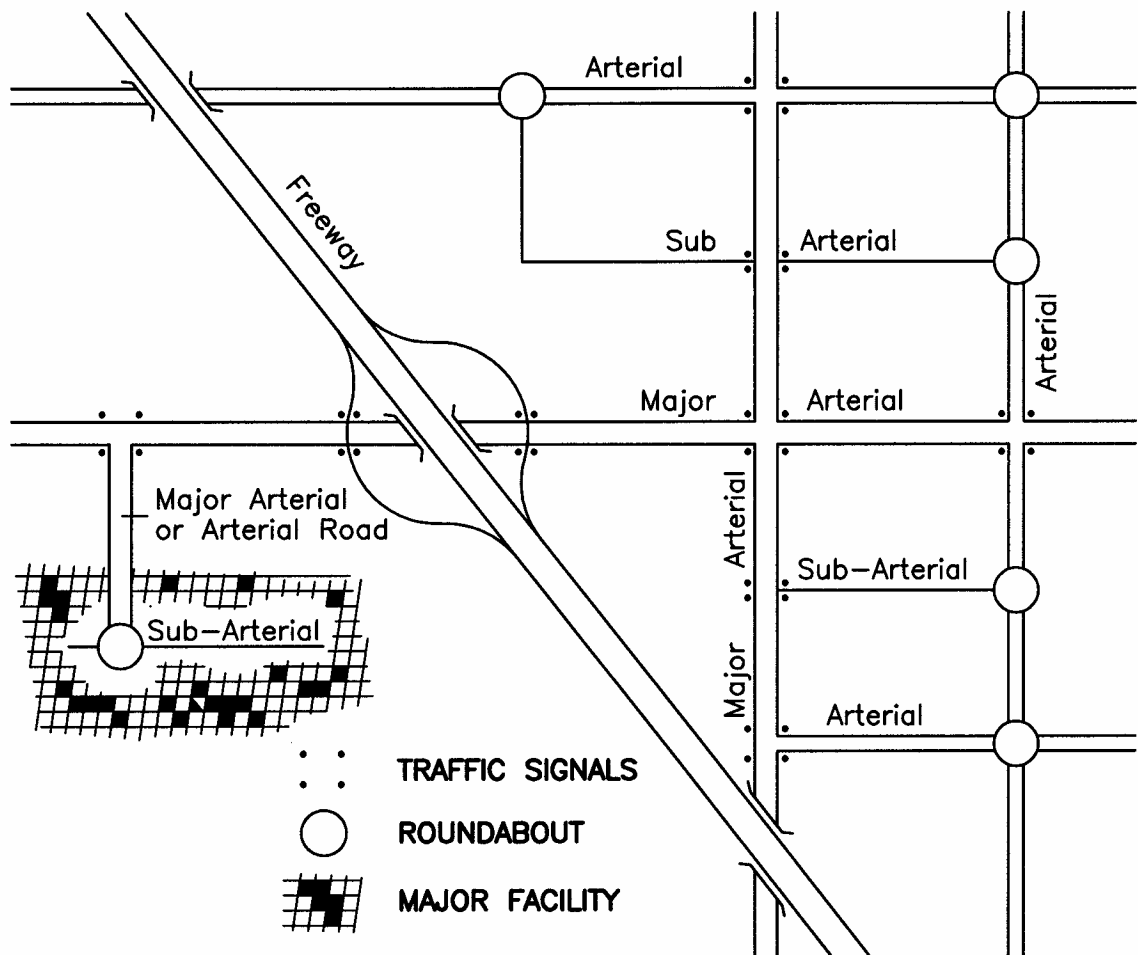 Arterial
Freeway
Sub Arterial
Arterial
Major Arterial
Major Arterial
or Arterial Road
Major Arterial
Sub-Arterial
Sub-Arterial
Arterial
TRAFFIC SIGNALS
ROUNDABOUT
MAJOR FACILITY